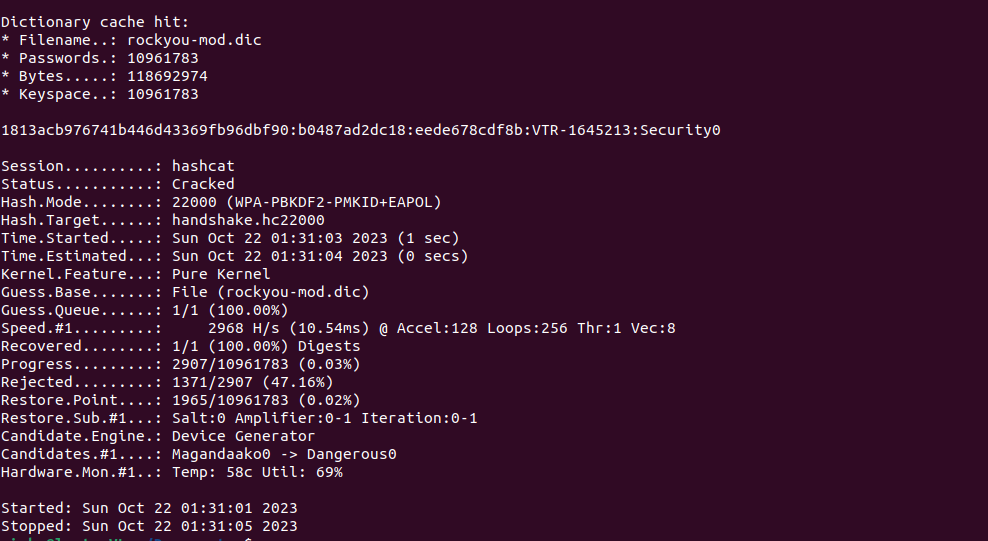 Dictionary cache hit:
* Filename..: rockyou-mod.dic
* Passwords.: 10961783
* Bytes.....: 118692974
* Keyspace..: 10961783
1813acb976741b446d43369fb96dbf90:b0487ad2dc18:eede678cdf8b:VTR-1645213:Security0
Session..........: hashcat
Status...........: Cracked
Hash.Mode........: 22000 (WPA-PBKDF2-PMKID+EAPOL)
Hash.Target......: handshake.hc22000
Time.Started.....: Sun Oct 22 01:31:03 2023 (1 sec)
Time.Estimated...: Sun Oct 22 01:31:04 2023 (0 secs)
Kernel.Feature...: Pure Kernel
Guess.Base.......: File (rockyou-mod.dic)
Guess.Queue......: 1/1 (100.00%)
Speed.#1.........:     2968 H/s (10.54ms) @ Accel:128 Loops:256 Thr:1 Vec:8
Recovered........: 1/1 (100.00%) Digests
Progress.........: 2907/10961783 (0.03%)
Rejected.........: 1371/2907 (47.16%)
Restore.Point....: 1965/10961783 (0.02%)
Restore.Sub.#1...: Salt:0 Amplifier:0-1 Iteration:0-1
Candidate.Engine.: Device Generator
Candidates.#1....: Magandaako0 -> Dangerous0
Hardware.Mon.#1..: Temp: 58c Util: 69%
Started: Sun Oct 22 01:31:01 2023
Stopped: Sun Oct 22 01:31:05 2023